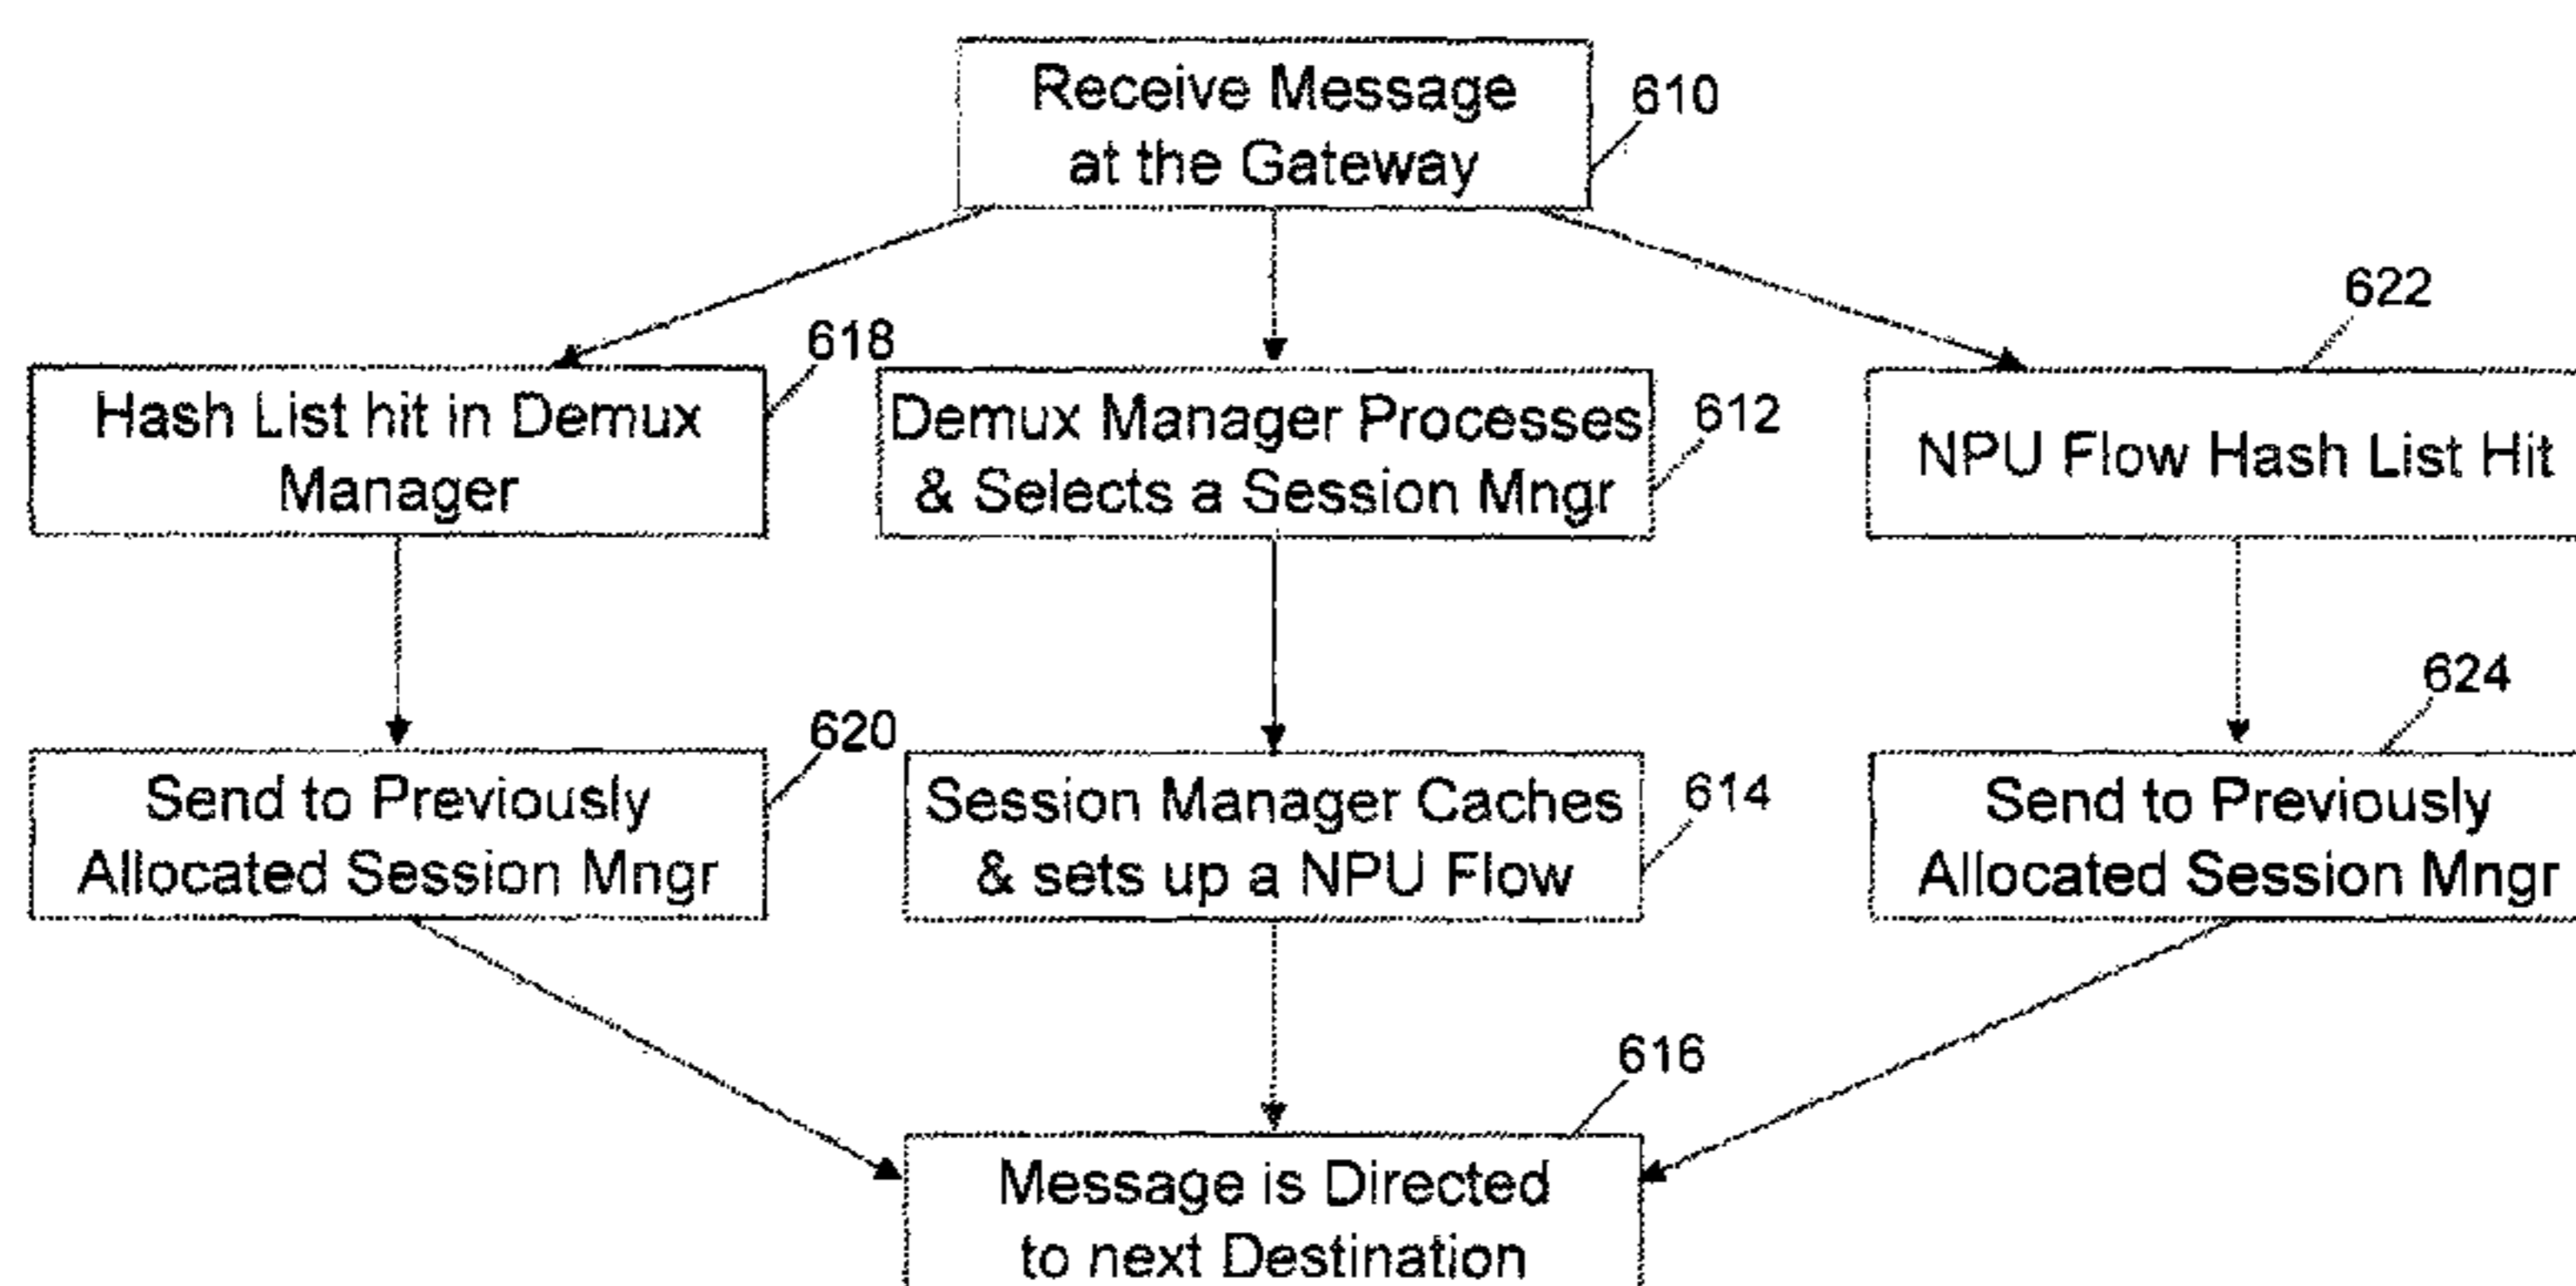 Receive Message
at the Gateway
610
622
618
Hash List hit in Demux
Manager
Demux Manager Processes
& Selects a Session Mngr
612
NPU Flow Hash List Hit
624
620
Send to Previously
Allocated Session Mngr
Session Manager Caches
& sets up a NPU Flow
614
Send to Previously
Allocated Session Mngr
616
Message is Directed
to next Destination